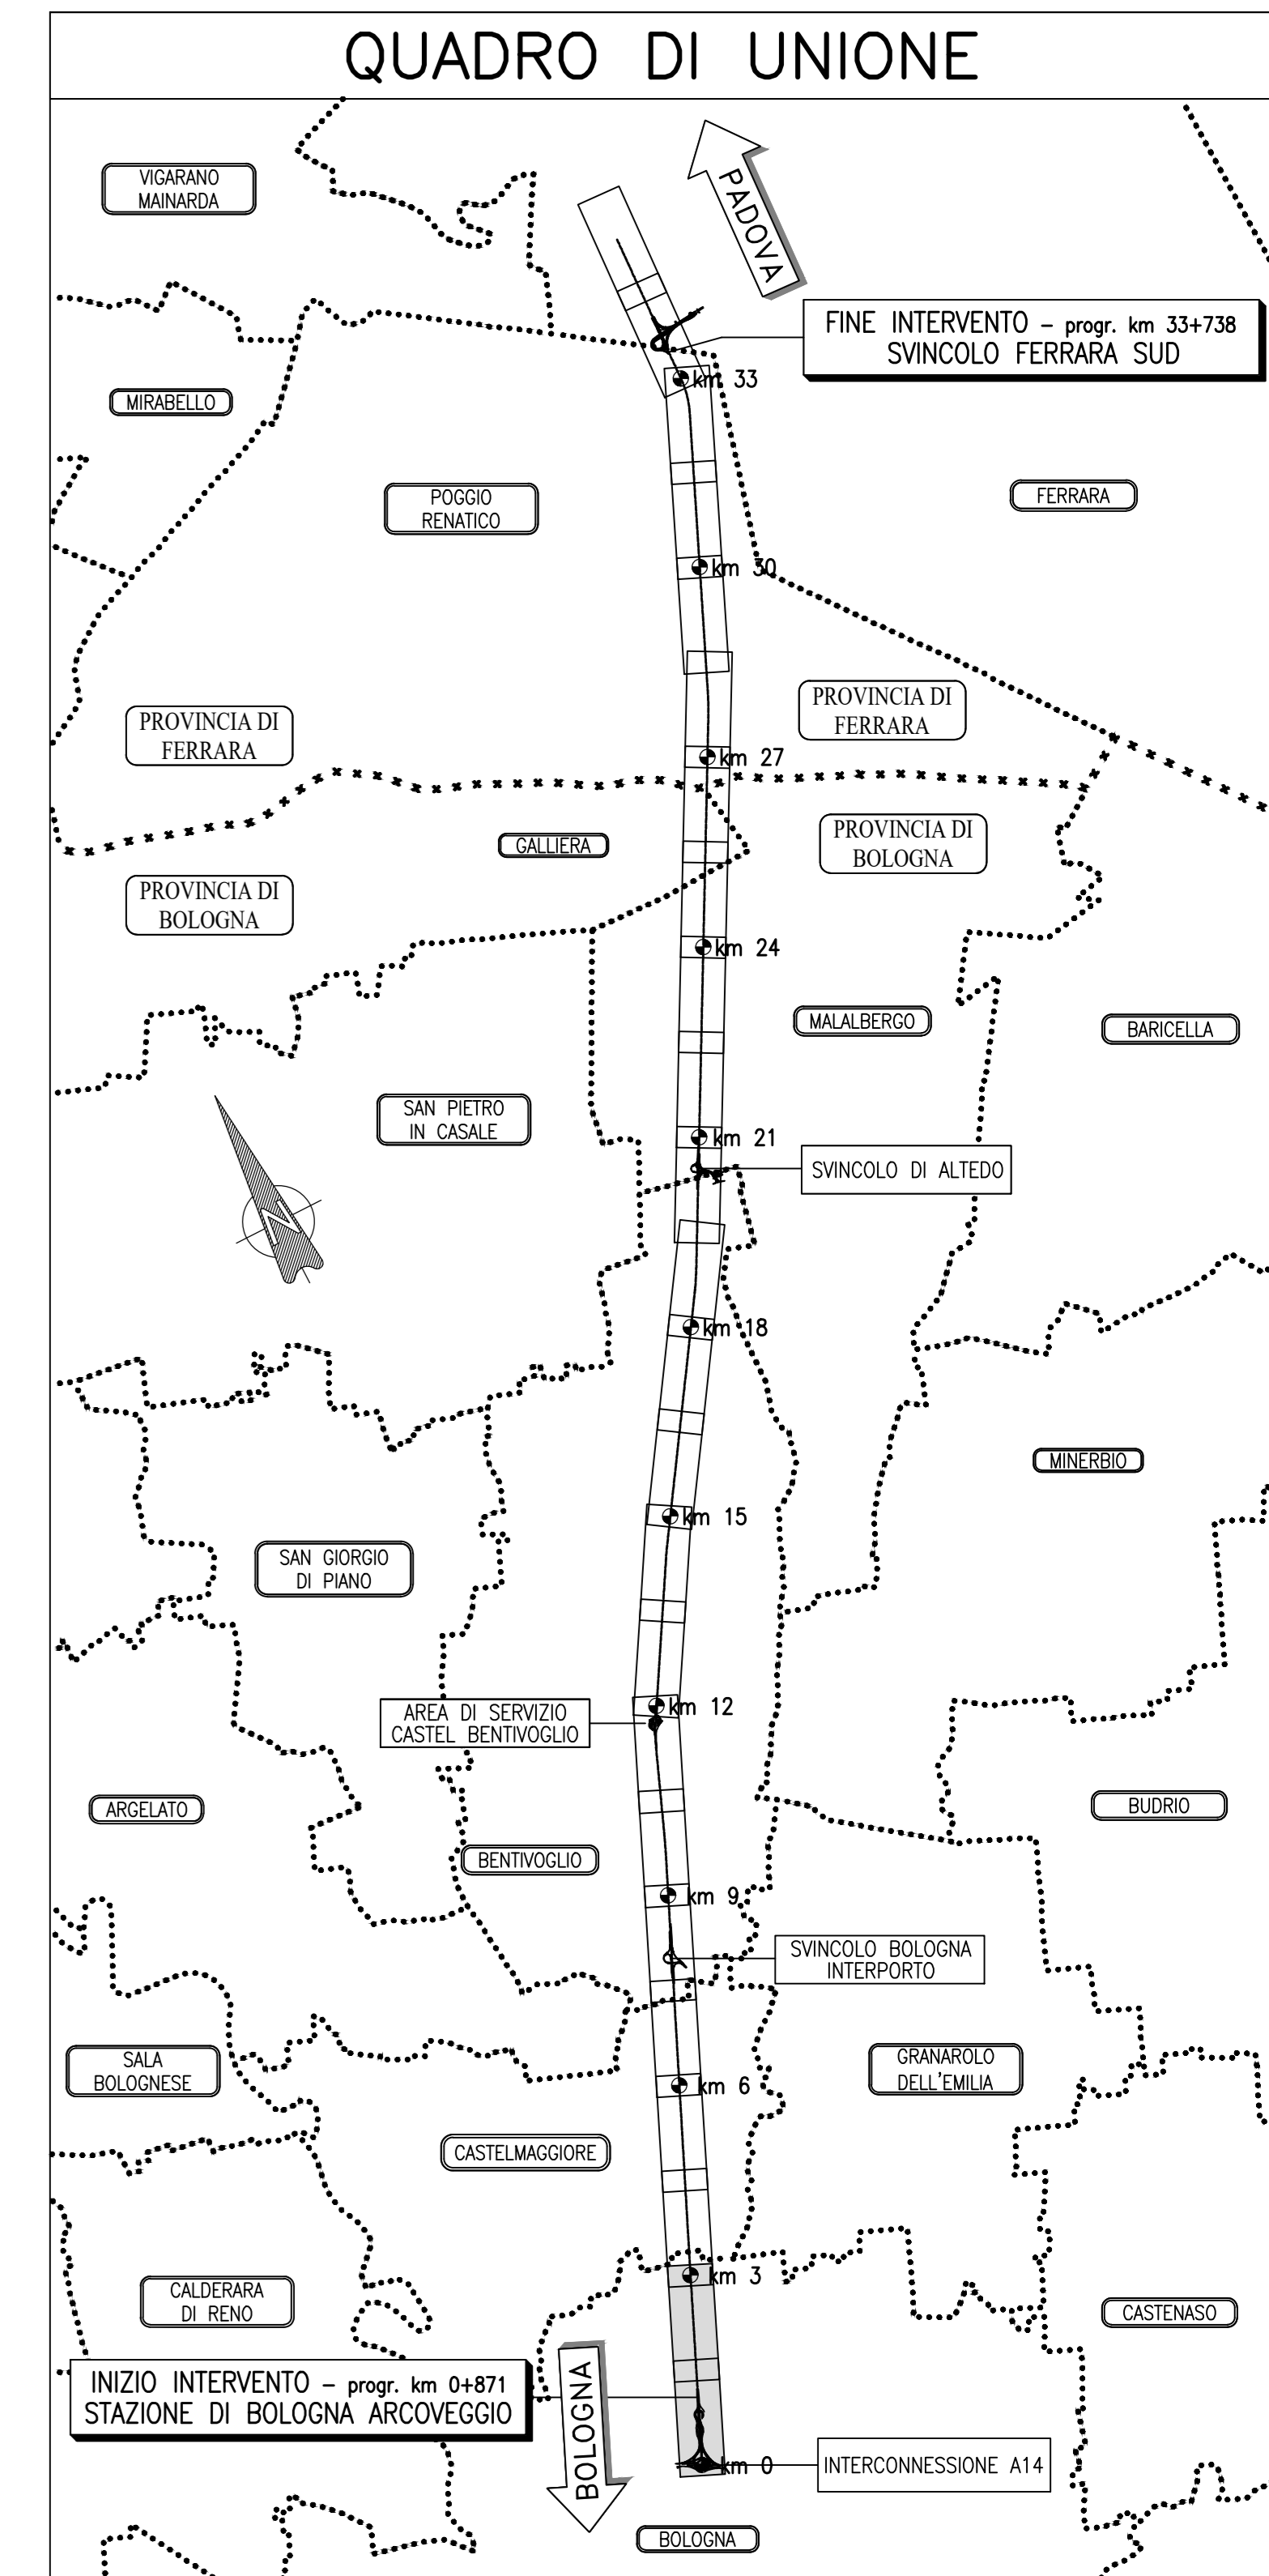 QUADRO DI UNIONE
VIGARANO
MAINARDA
PADOVA
FINE INTERVENTO – progr. km 33+738
SVINCOLO FERRARA SUD
km 33
MIRABELLO
POGGIO
RENATICO
FERRARA
km 30
PROVINCIA DI
FERRARA
PROVINCIA DI
FERRARA
km 27
GALLIERA
PROVINCIA DI
BOLOGNA
PROVINCIA DI
BOLOGNA
km 24
MALALBERGO
BARICELLA
SAN PIETRO
IN CASALE
km 21
SVINCOLO DI ALTEDO
N
km 18
MINERBIO
km 15
SAN GIORGIO
DI PIANO
AREA DI SERVIZIO
CASTEL BENTIVOGLIO
km 12
ARGELATO
BUDRIO
BENTIVOGLIO
km 9
SVINCOLO BOLOGNA
INTERPORTO
SALA
BOLOGNESE
GRANAROLO
DELL'EMILIA
km 6
CASTELMAGGIORE
km 3
CALDERARA
DI RENO
CASTENASO
INIZIO INTERVENTO – progr. km 0+871
STAZIONE DI BOLOGNA ARCOVEGGIO
BOLOGNA
km 0
INTERCONNESSIONE A14
BOLOGNA